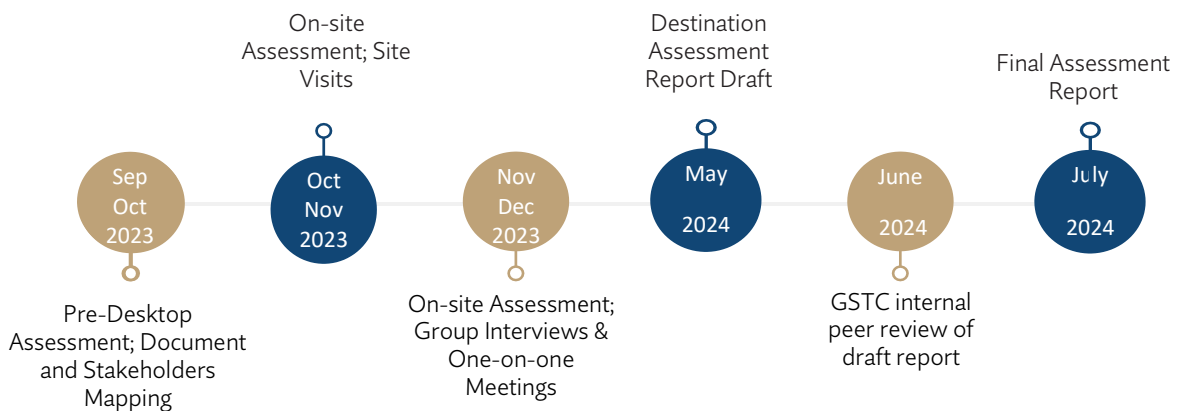 Sep
Oct
2023
Pre-Desktop
Assessment; Document
and Stakeholders
Mapping
On-site
Assessment; Site
Visits
Oct
Nov
2023
Nov
Dec
2023
On-site Assessment;
Group Interviews &
One-on-one
Meetings
Destination
Assessment
Report Draft
May
2024
June
2024
GSTC internal
peer review of
draft report
Final Assessment
Report
July
2024